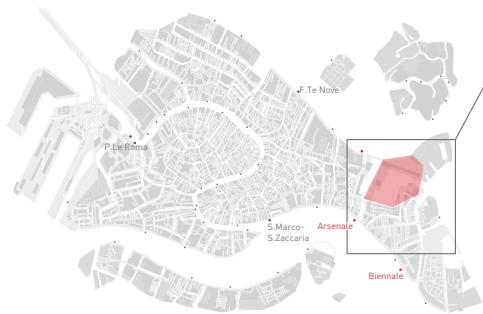 F.Te Nove
P.Le Roma
S.Marco-
S.Zaccaria
Arsenale
Biennale